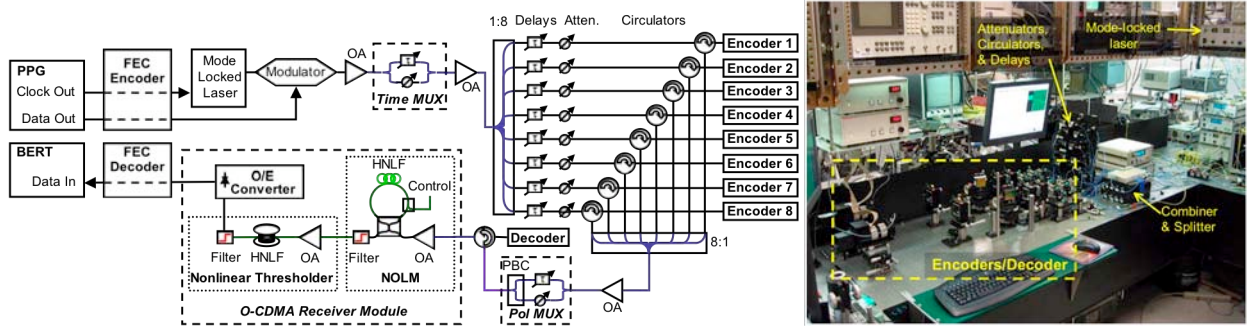 1:8 Delays Atten. Circulators
PPG
Clock Out
Data Out
FEC
Encoder
Mode
Locked
Laser
Modulator
OA
Time MUX
OA
τ
τ
τ
τ
τ
τ
τ
τ
τ
Encoder 1
Encoder 2
Encoder 3
Encoder 4
Encoder 5
Encoder 6
Encoder 7
Encoder 8
8:1
BERT
Data In
FEC
Decoder
O/E
Converter
HNLF
Control
Filter
HNLF
OA
Nonlinear Thresholder
Filter
OA
NOLM
O-CDMA Receiver Module
Decoder
PBC
τ
Pol MUX
OA
Attenuators,
Circulators,
& Delays
Mode-locked
laser
Combiner
& Splitter
Encoders/Decoder